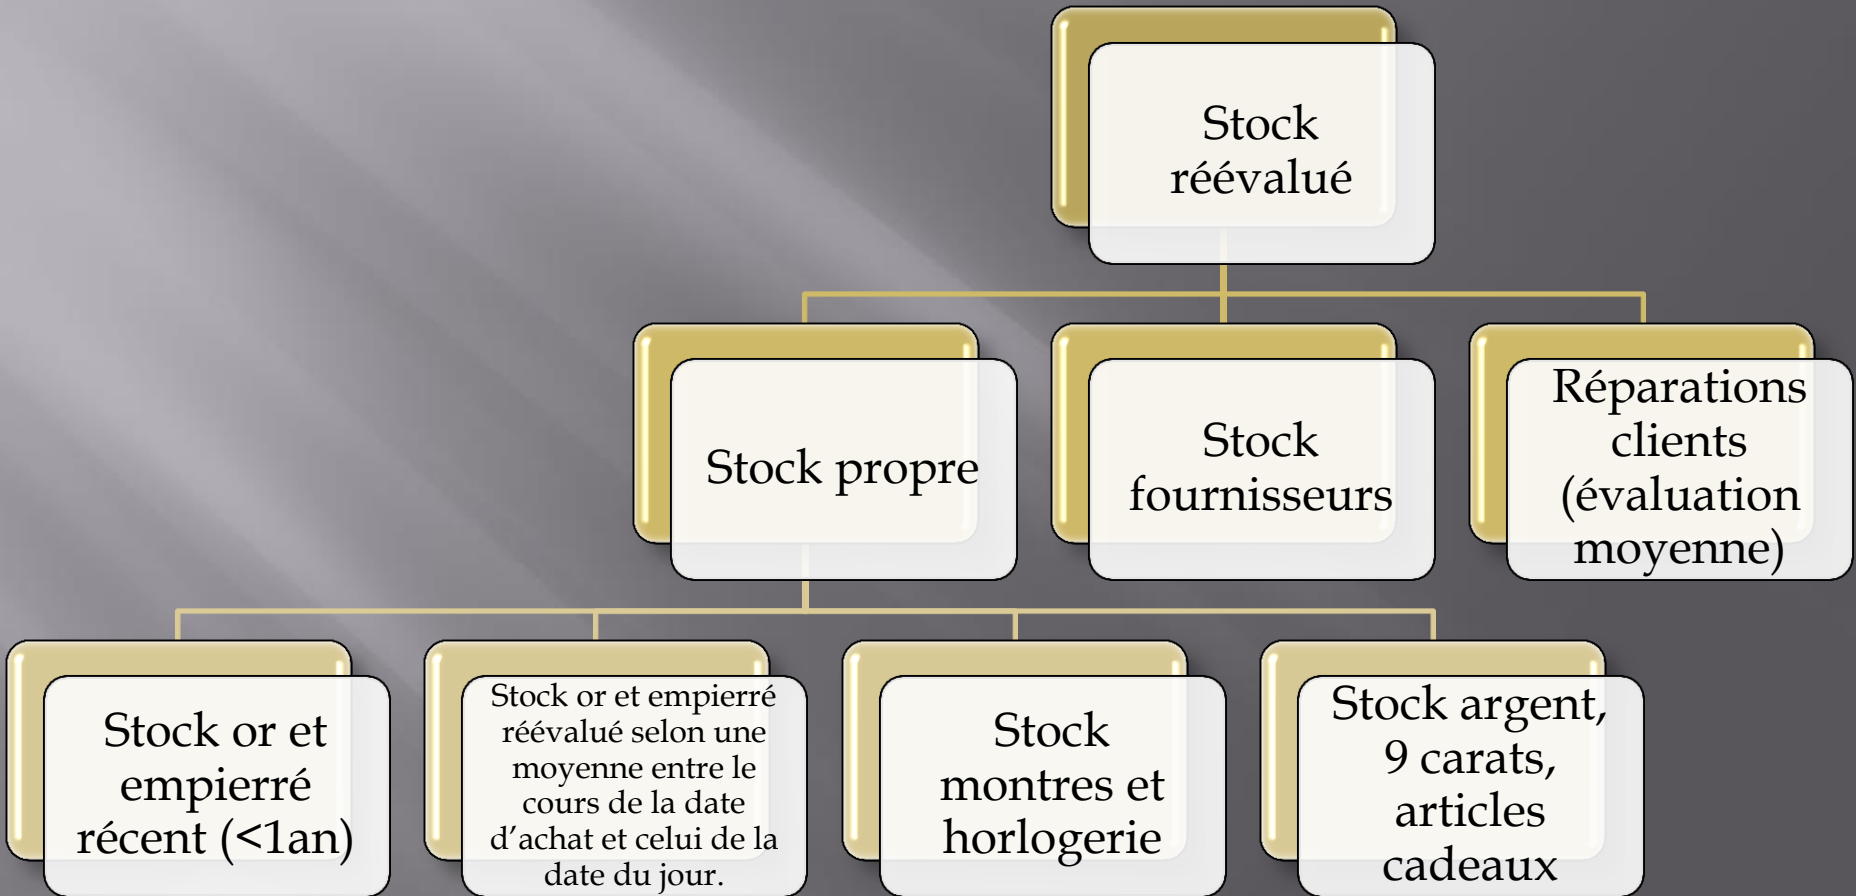 Stock
réévalué
Stock propre
Stock
fournisseurs
Réparations
clients
(évaluation
moyenne)
Stock or et
empierré
récent (<1an)
Stock or et empierré
réévalué selon une
moyenne entre le
cours de la date
d’achat et celui de la
date du jour.
Stock
montres et
horlogerie
Stock argent,
9 carats,
articles
cadeaux